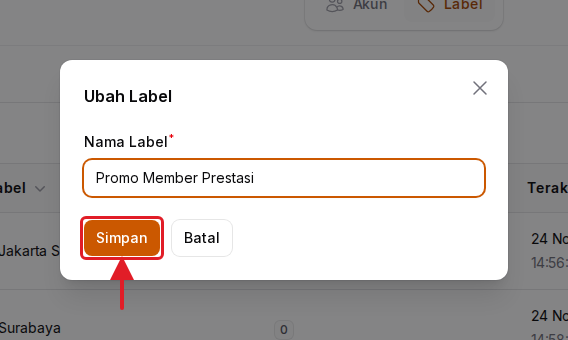 Akun Label
Ubah Label
Nama Label*
Promo Member Prestasi
Simpan Batal
abel Terak
Jakarta S 24 No
14:56:
Surabaya 0 24 No
14:58: